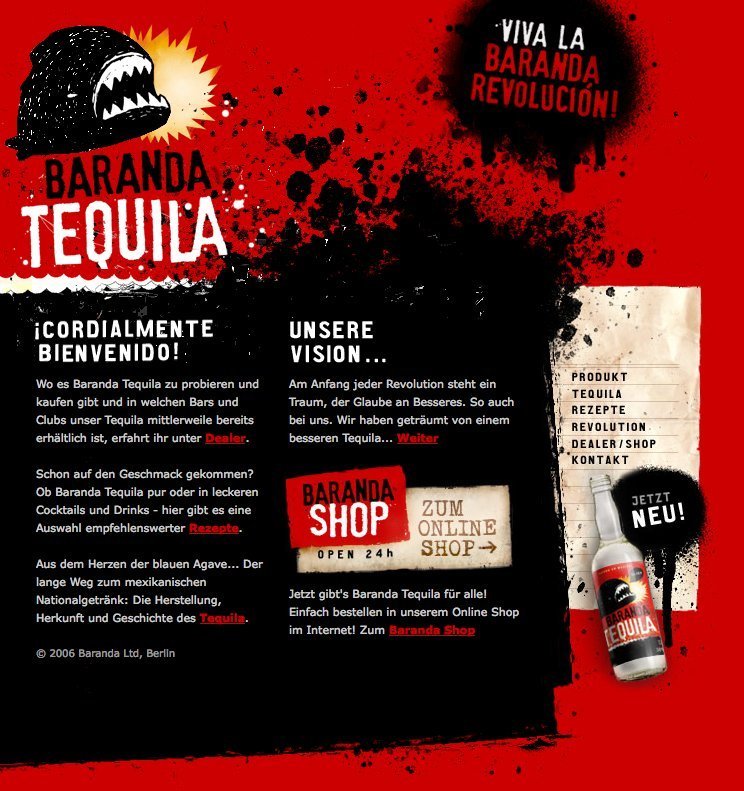 VIVA LA
BARANDA
REVOLUCIÓN!
BARANDA
TEQUILA
¡CORDIALMENTE
BIENVENIDO!
Wo es Baranda Tequila zu probieren und
kaufen gibt und in welchen Bars und
Clubs unser Tequila mittlerweile bereits
erhältlich ist, erfahrt ihr unter Dealer.
Schon auf den Geschmack gekommen?
Ob Baranda Tequila pur oder in leckeren
Cocktails und Drinks - hier gibt es eine
Auswahl empfehlenswerter Rezepte.
Aus dem Herzen der blauen Agave... Der
lange Weg zum mexikanischen
Nationalgetränk: Die Herstellung,
Herkunft und Geschichte des Tequila.
© 2006 Baranda Ltd, Berlin
UNSERE
VISION...
Am Anfang jeder Revolution steht ein
Traum, der Glaube an Besseres. So auch
bei uns. Wir haben geträumt von einem
besseren Tequila... Weiter
BARANDA
SHOP
OPEN 24h
ZUM
ONLINE
SHOP→
Jetzt gibt's Baranda Tequila für alle!
Einfach bestellen in unserem Online Shop
im Internet! Zum Baranda Shop
PRODUKT
TEQUILA
REZEPTE
REVOLUTION
DEALER/SHOP
KONTAKT
JETZT
NEU!
BARANDA
TEQUILA